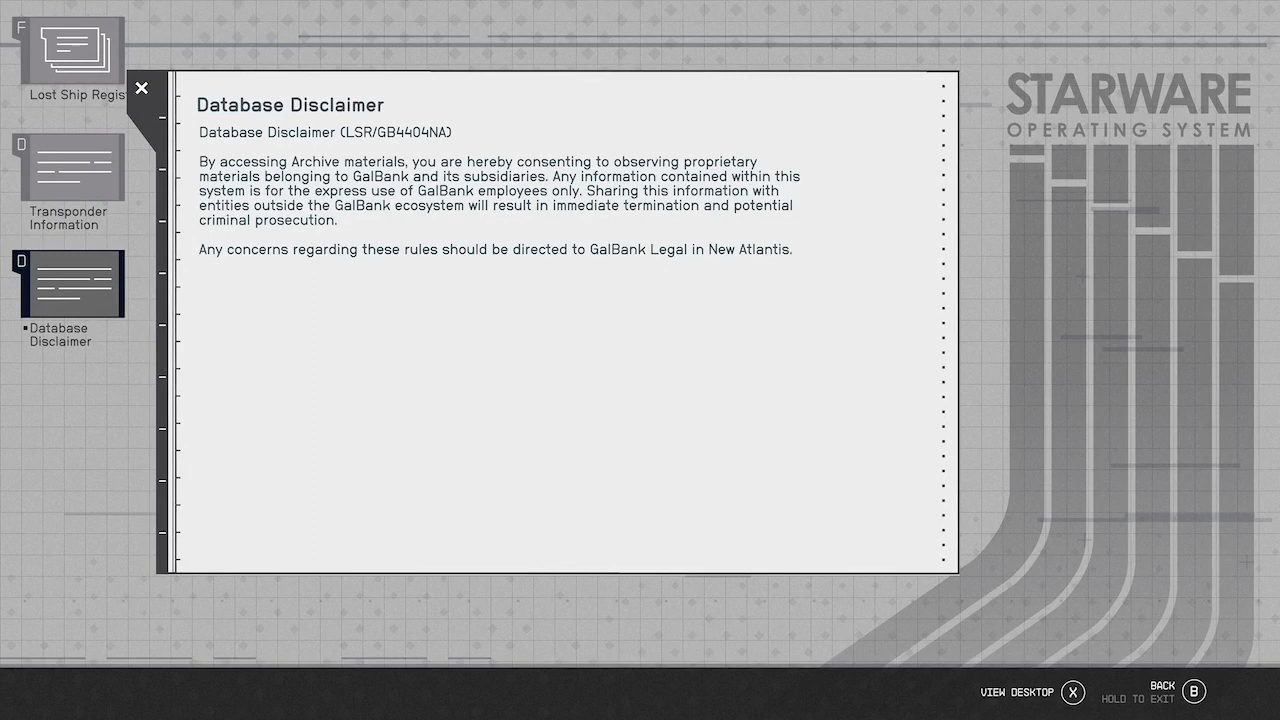 F
Lost Ship Regis
D
Transponder
Information
D
Database
Disclaimer
X
Database Disclaimer
Database Disclaimer (LSR/GB4404NA)
By accessing Archive materials, you are hereby consenting to observing proprietary
materials belonging to GalBank and its subsidiaries. Any information contained within this
system is for the express use of GalBank employees only. Sharing this information with
entities outside the GalBank ecosystem will result in immediate termination and potential
criminal prosecution.
Any concerns regarding these rules should be directed to GalBank Legal in New Atlantis.
STARWARE
OPERATING SYSTEM
VIEW DESKTOP X
BACK B
HOLD TO EXIT